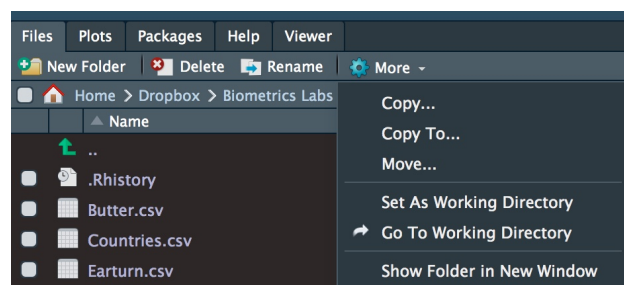 Files Plots Packages Help Viewer
New Folder Delete Rename More
Home > Dropbox > Biometrics Labs
Name
..
.Rhistory
Butter.csv
Countries.csv
Earturn.csv
Copy...
Copy To...
Move...
Set As Working Directory
Go To Working Directory
Show Folder in New Window